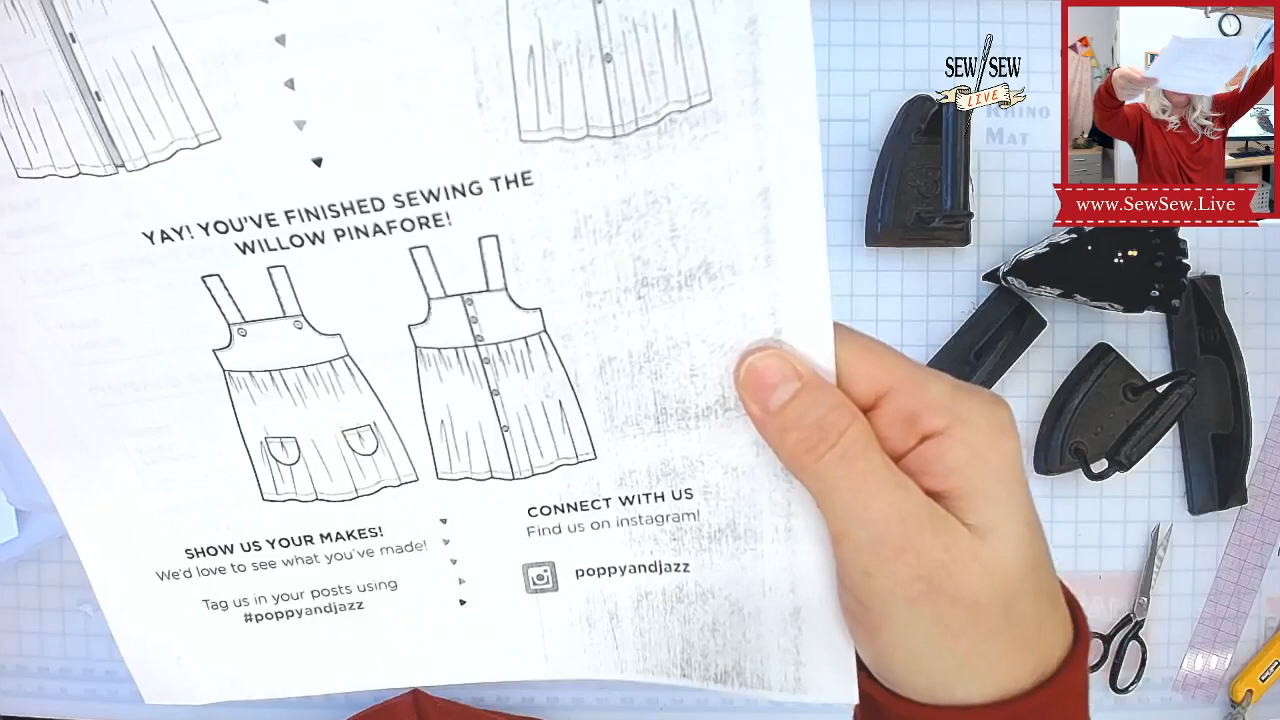 YAY! YOU'VE FINISHED SEWING THE
WILLOW PINAFORE!
SHOW US YOUR MAKES!
We'd love to see what you've made!
Tag us in your posts using
#poppyandjazz
CONNECT WITH US
Find us on instagram!
poppyandjazz
SEW SEW
LIVE
RHINO
MAT
www.SewSew.Live